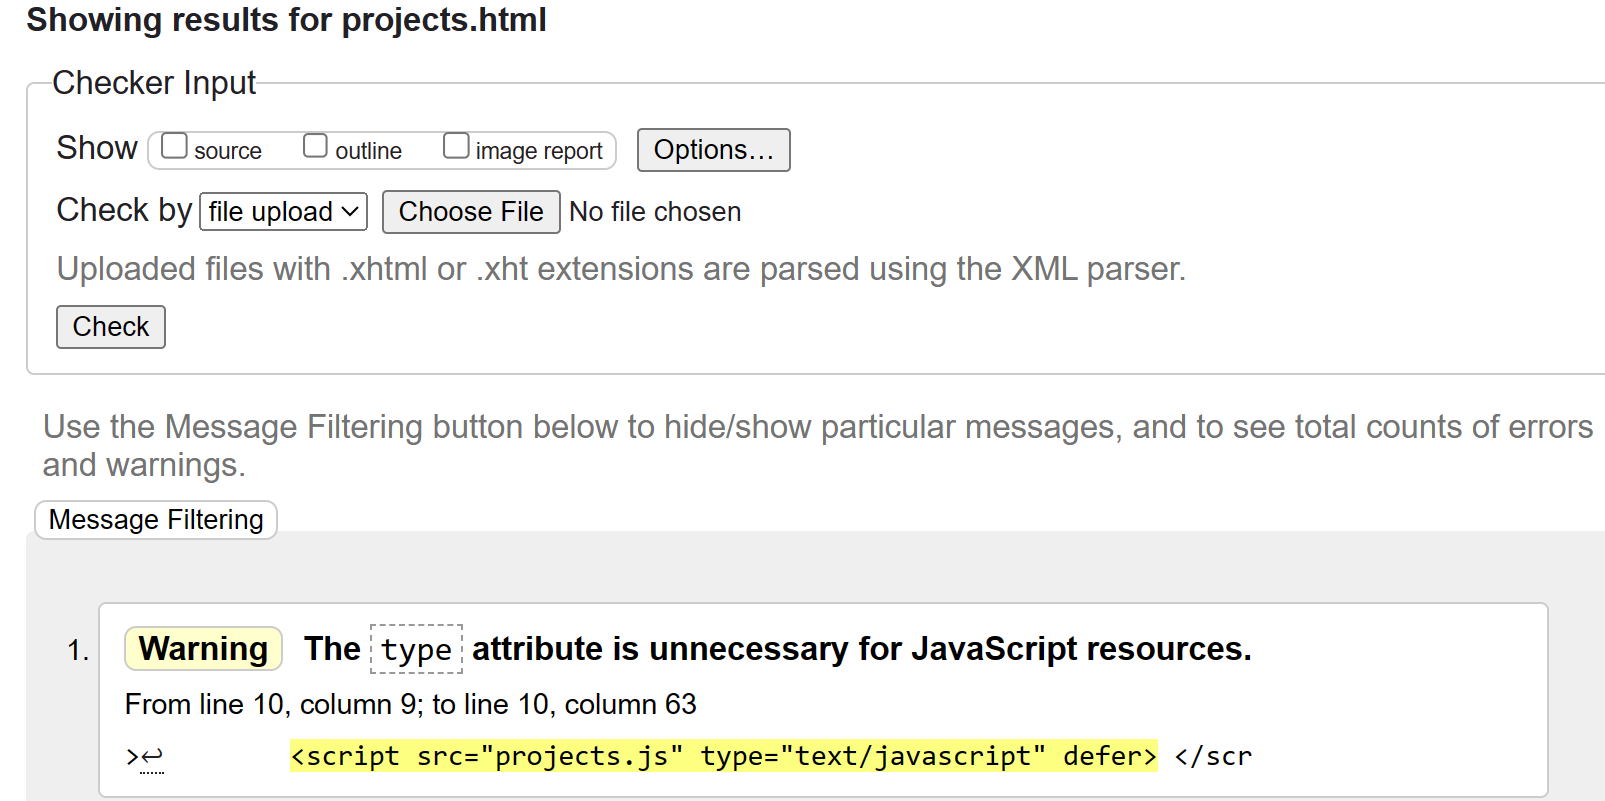 Showing results for projects.html
Checker Input
Show source outline image report Options...
Check by file upload Choose File No file chosen
Uploaded files with .xhtml or .xht extensions are parsed using the XML parser.
Check
Use the Message Filtering button below to hide/show particular messages, and to see total counts of errors
and warnings.
Message Filtering
1. Warning The type attribute is unnecessary for JavaScript resources.
From line 10, column 9; to line 10, column 63
>↩ <script src="projects.js" type="text/javascript" defer> </scr